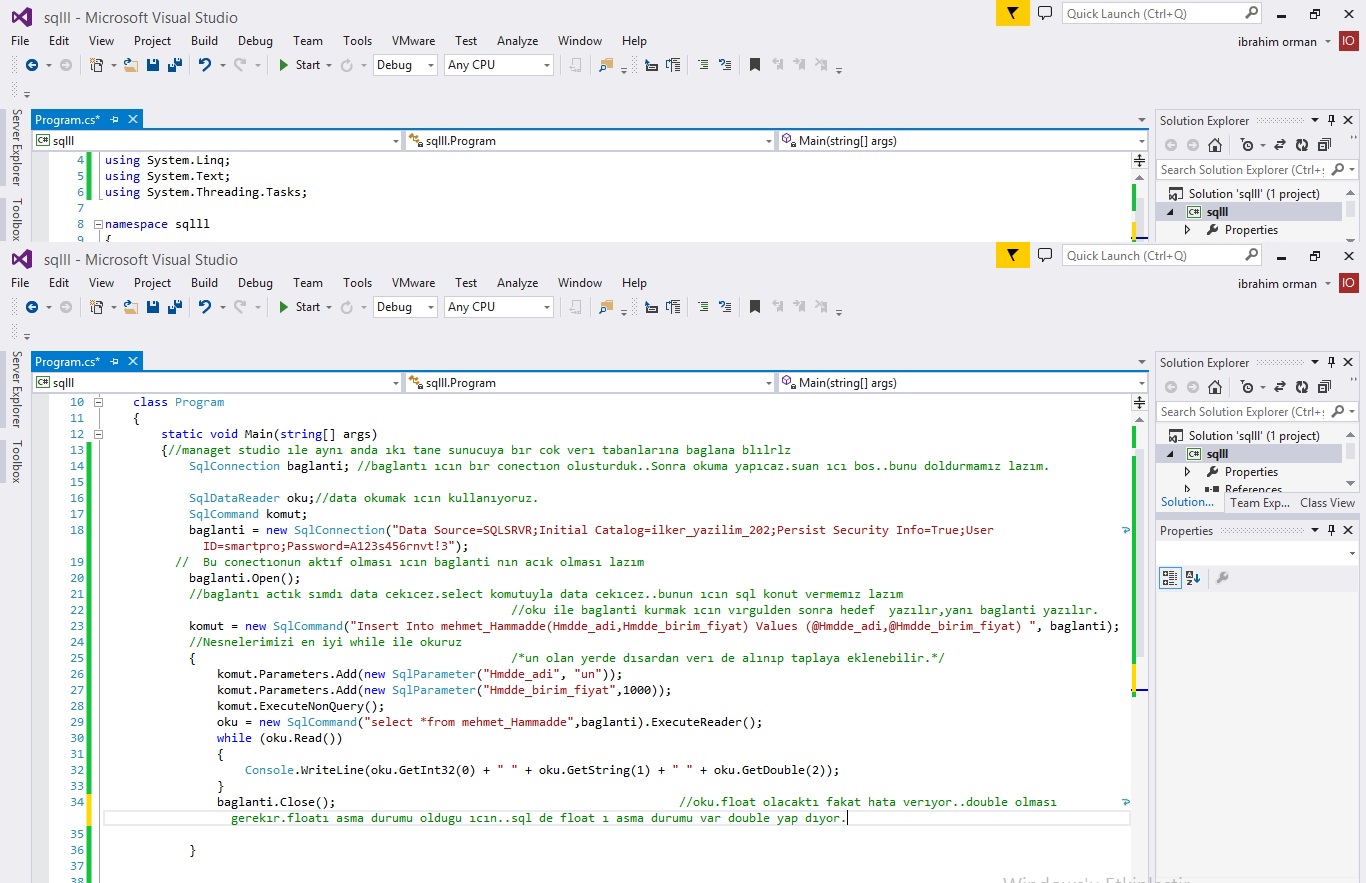 sqlll - Microsoft Visual Studio
Quick Launch (Ctrl+Q)
File Edit View Project Build Debug Team Tools VMware Test Analyze Window Help
ibrahim orman IO
Start Debug Any CPU
Server Explorer
Toolbox
Program.cs*
C# sqlll sqlll.Program Main(string[] args)
4 using System.Linq;
5 using System.Text;
6 using System.Threading.Tasks;
7
8 namespace sqlll
9 {
Solution Explorer
Search Solution Explorer (Ctrl+;
Solution 'sqlll' (1 project)
C# sqlll
Properties
sqlll - Microsoft Visual Studio
Quick Launch (Ctrl+Q)
File Edit View Project Build Debug Team Tools VMware Test Analyze Window Help
ibrahim orman IO
Start Debug Any CPU
Server Explorer
Toolbox
Program.cs*
C# sqlll sqlll.Program Main(string[] args)
10 class Program
11 {
12 static void Main(string[] args)
13 {//managet studio ıle aynı anda ıkı tane sunucuya bır cok verı tabanlarına baglana blılrlz
14 SqlConnection baglanti; //baglantı ıcın bır conectıon olusturduk..Sonra okuma yapıcaz.suan ıcı bos..bunu doldurmamız lazım.
15
16 SqlDataReader oku;//data okumak ıcın kullanıyoruz.
17 SqlCommand komut;
18 baglanti = new SqlConnection("Data Source=SQLSRVR;Initial Catalog=ilker_yazilim_202;Persist Security Info=True;User
ID=smartpro;Password=A123s456rnvt!3");
19 // Bu conectıonun aktıf olması ıcın baglanti nın acık olması lazım
20 baglanti.Open();
21 //baglantı actık sımdı data cekıcez.select komutuyla data cekıcez..bunun ıcın sql konut vermemız lazım
22 //oku ile baglanti kurmak ıcın vırgulden sonra hedef yazılır,yanı baglanti yazılır.
23 komut = new SqlCommand("Insert Into mehmet_Hammadde(Hmdde_adi,Hmdde_birim_fiyat) Values (@Hmdde_adi,@Hmdde_birim_fiyat) ", baglanti);
24 //Nesnelerimizi en iyi while ile okuruz
25 { /*un olan yerde dısardan verı de alınıp taplaya eklenebilir.*/
26 komut.Parameters.Add(new SqlParameter("Hmdde_adi", "un"));
27 komut.Parameters.Add(new SqlParameter("Hmdde_birim_fiyat",1000));
28 komut.ExecuteNonQuery();
29 oku = new SqlCommand("select *from mehmet_Hammadde",baglanti).ExecuteReader();
30 while (oku.Read())
31 {
32 Console.WriteLine(oku.GetInt32(0) + " " + oku.GetString(1) + " " + oku.GetDouble(2));
33 }
34 baglanti.Close(); //oku.float olacaktı fakat hata verıyor..double olması
gerekır.floatı asma durumu oldugu ıcın..sql de float ı asma durumu var double yap dıyor.
35
36 }
37
38
Solution Explorer
Search Solution Explorer (Ctrl+;
Solution 'sqlll' (1 project)
C# sqlll
Properties
References
Solution... Team Exp... Class View
Properties
Windows'u Etkinleştir